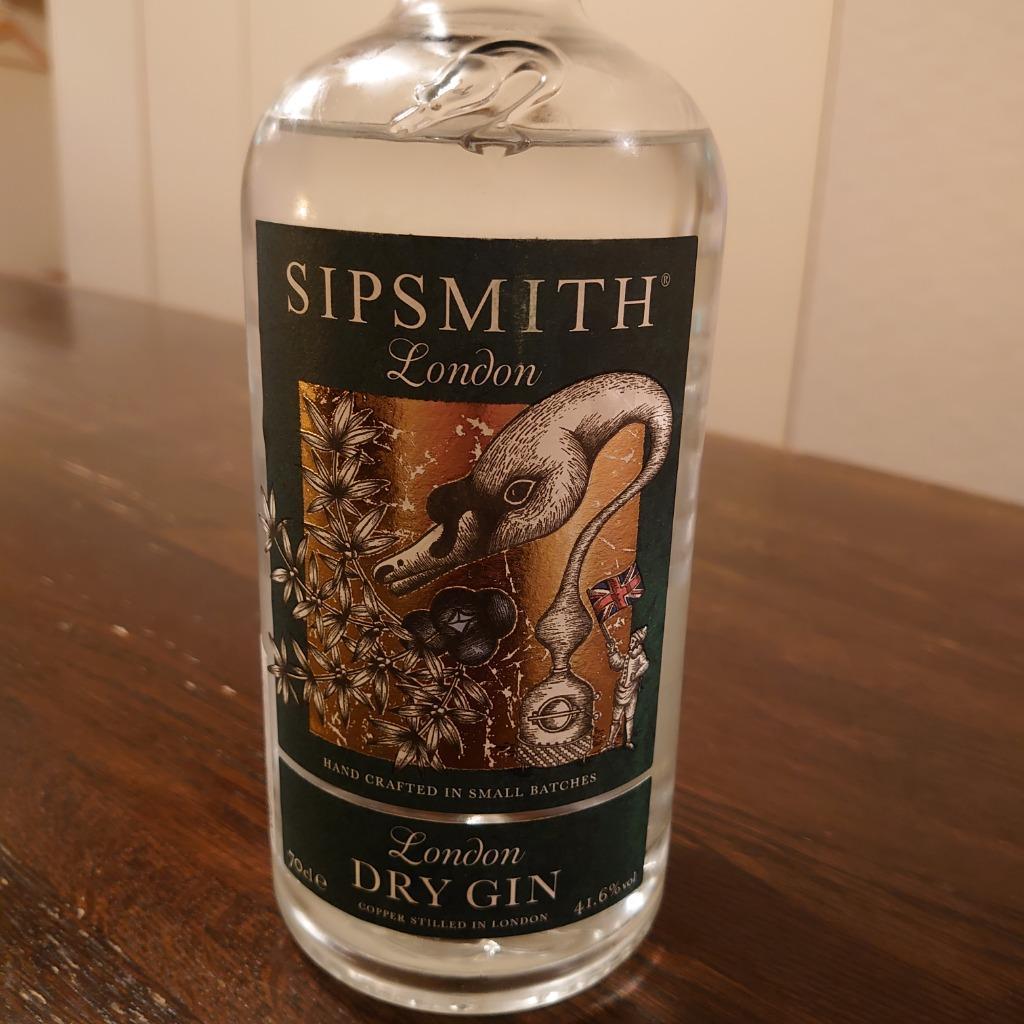 SIPSMITH®
London
HAND CRAFTED IN SMALL BATCHES
London
DRY GIN
70cl e
41.6% vol
COPPER STILLED IN LONDON